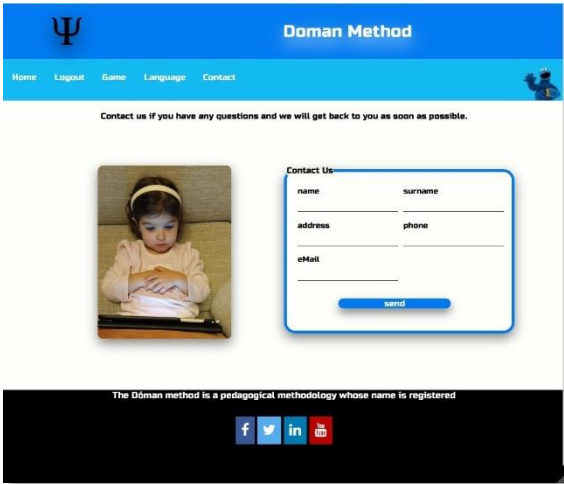 Ψ
Doman Method
Home Logout Game Language Contact
Contact us if you have any questions and we will get back to you as soon as possible.
Contact Us
name surname
address phone
eMail
send
The Dóman method is a pedagogical methodology whose name is registered
f in You Tube